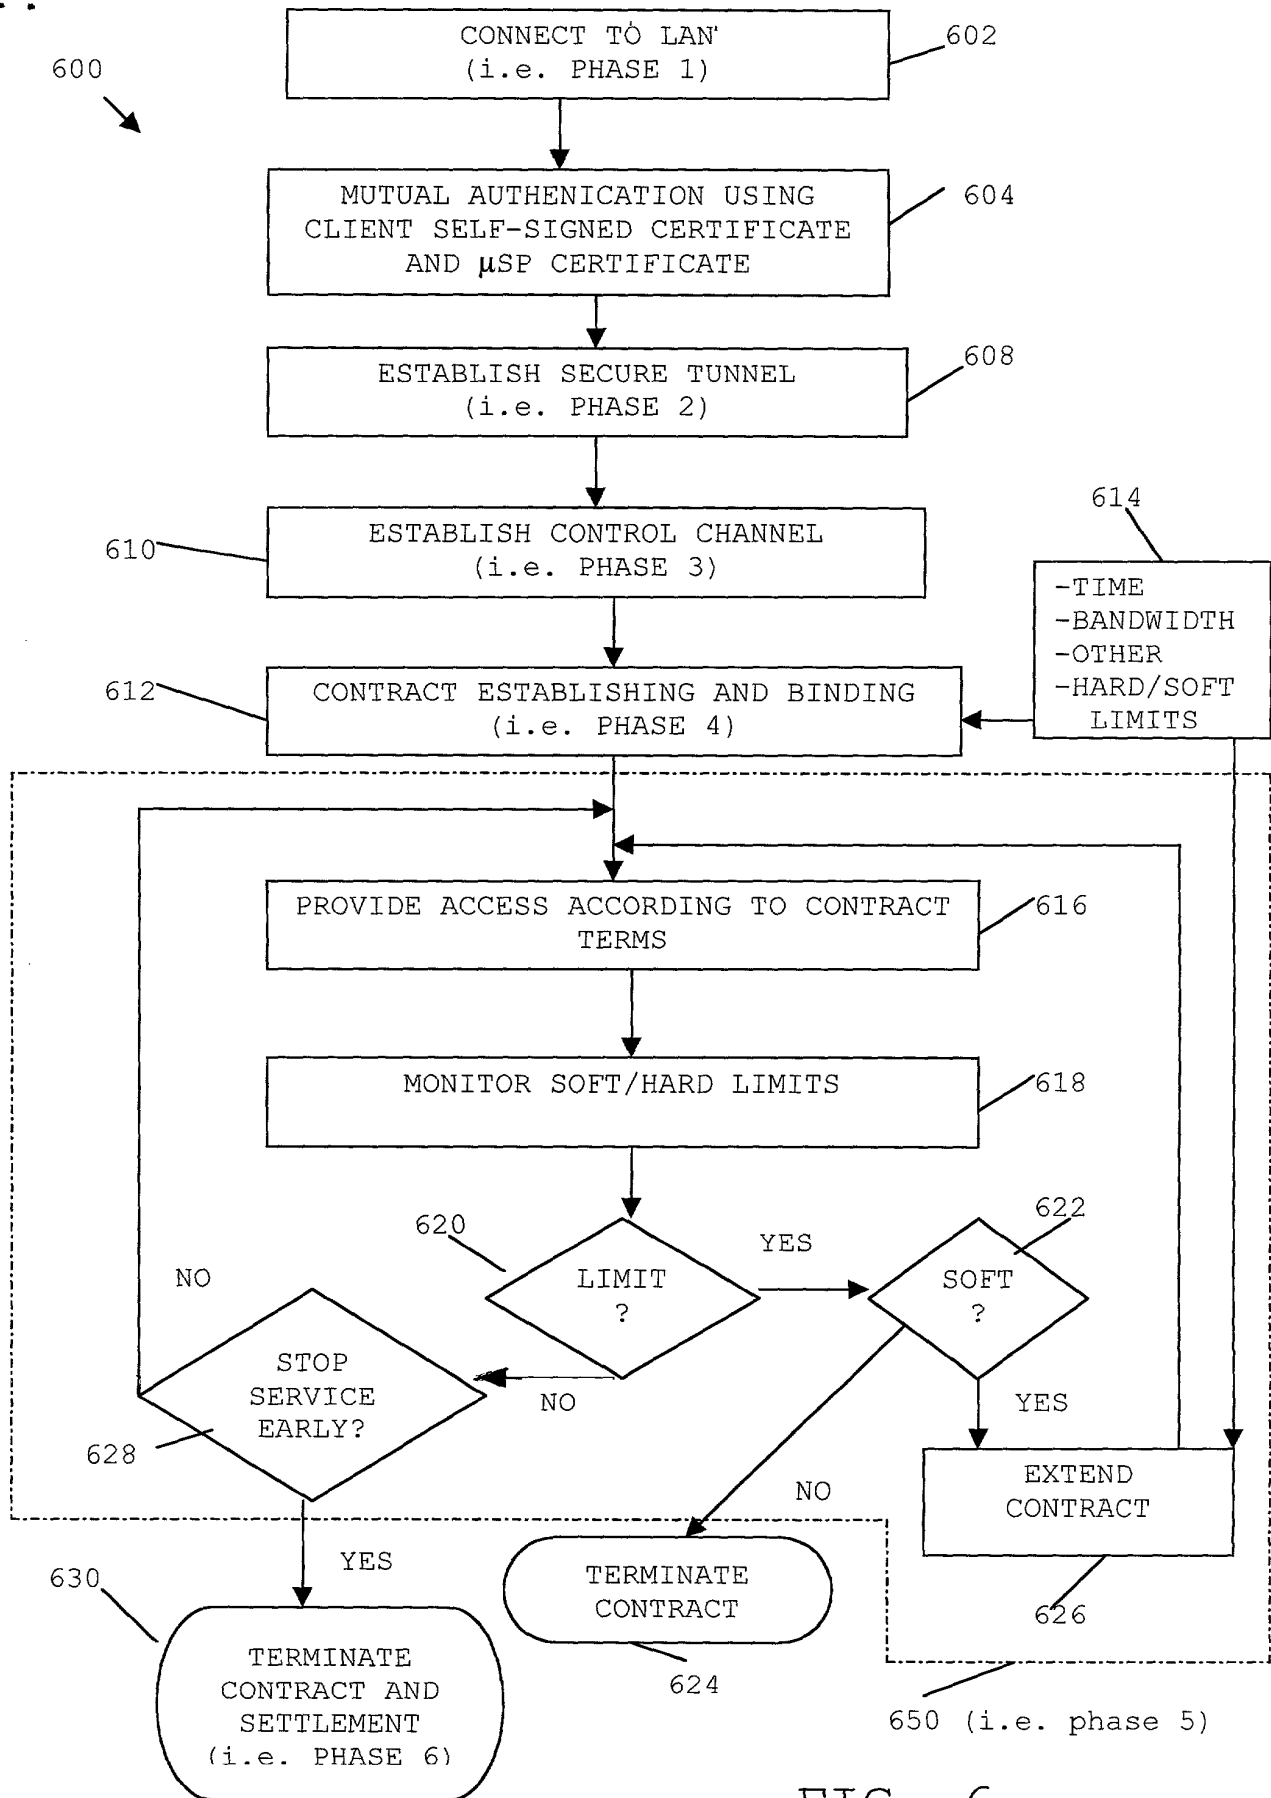 CONNECT TO LAN
(i.e. PHASE 1)
602
600
MUTUAL AUTHENICATION USING
CLIENT SELF-SIGNED CERTIFICATE
AND µSP CERTIFICATE
604
ESTABLISH SECURE TUNNEL
(i.e. PHASE 2)
608
ESTABLISH CONTROL CHANNEL
(i.e. PHASE 3)
610
614
-TIME
-BANDWIDTH
-OTHER
-HARD/SOFT
LIMITS
CONTRACT ESTABLISHING AND BINDING
(i.e. PHASE 4)
612
PROVIDE ACCESS ACCORDING TO CONTRACT
TERMS
616
MONITOR SOFT/HARD LIMITS
618
620
LIMIT
?
YES
622
SOFT
?
NO
STOP
SERVICE
EARLY?
628
NO
YES
EXTEND
CONTRACT
626
NO
TERMINATE
CONTRACT
624
YES
630
TERMINATE
CONTRACT AND
SETTLEMENT
(i.e. PHASE 6)
650 (i.e. phase 5)
FIG. 6